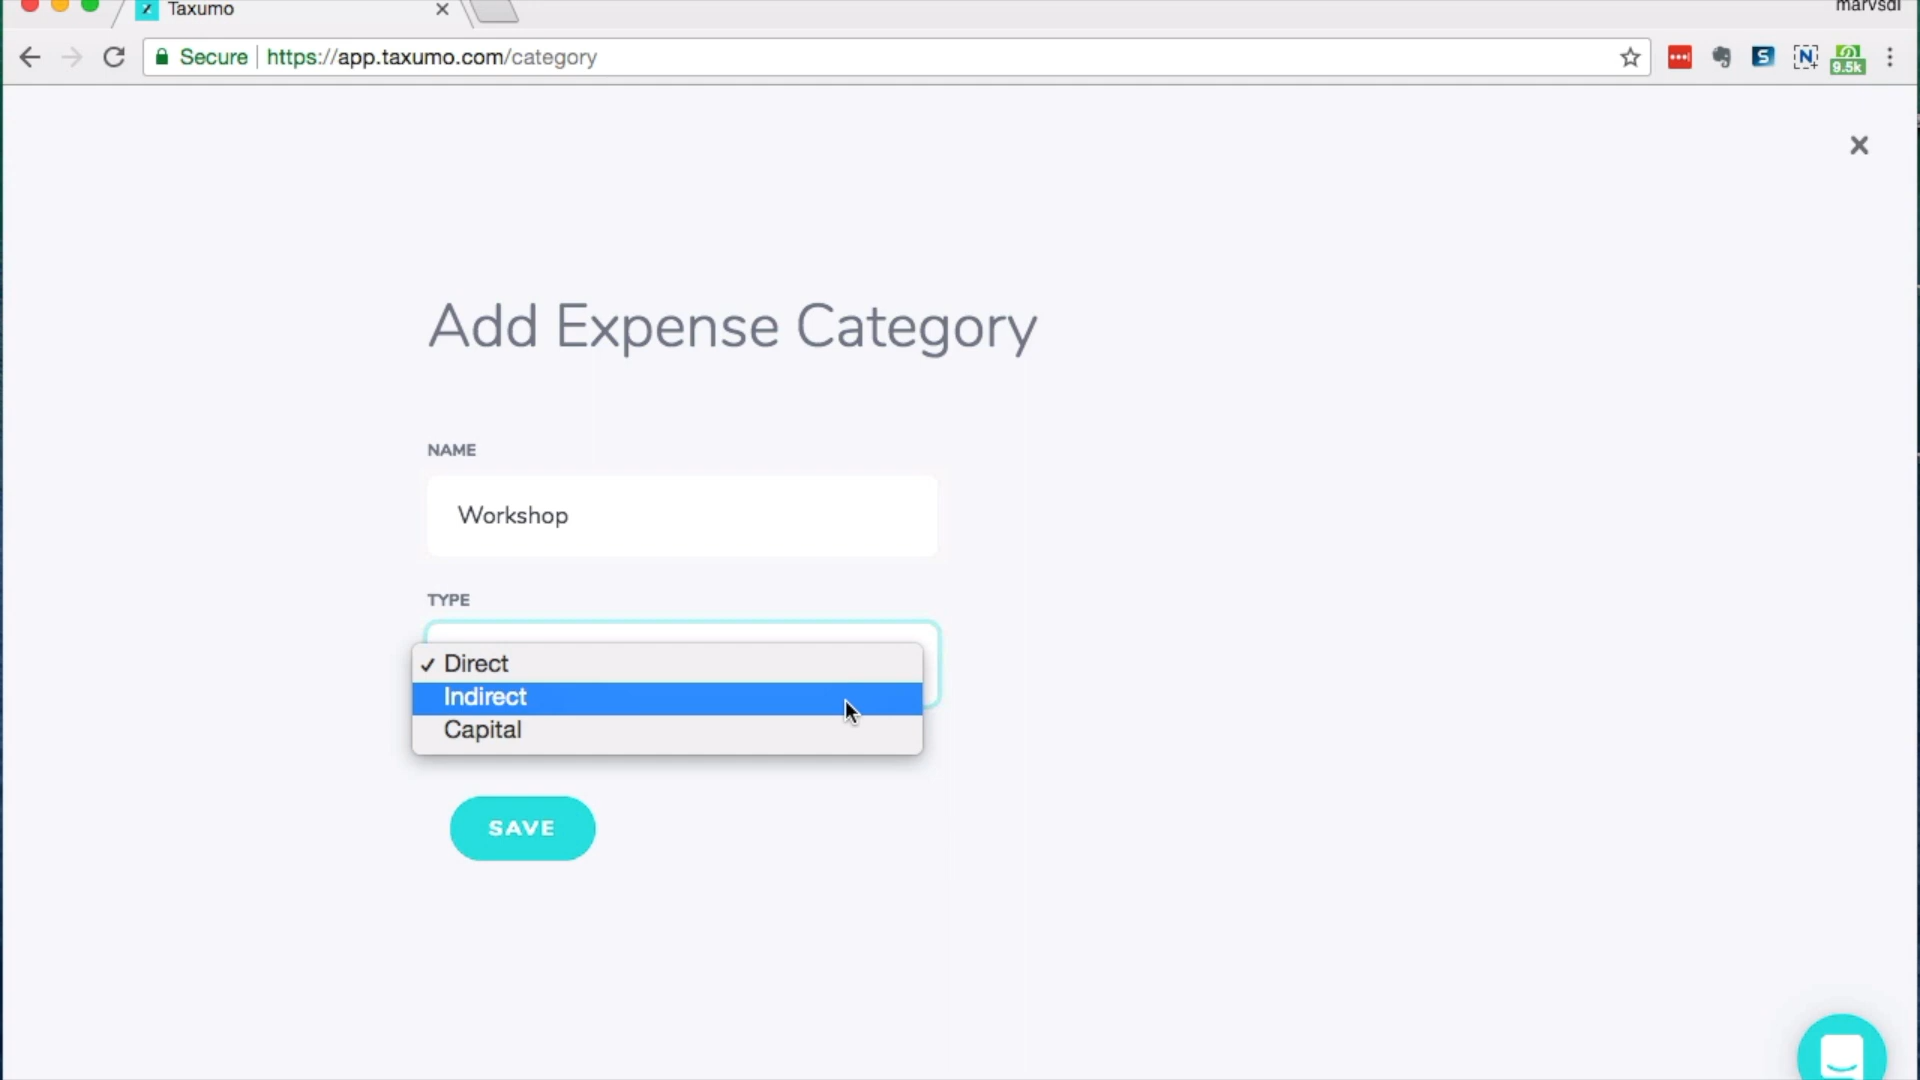 Taxumo
marvsdl
Secure
https://app.taxumo.com/category
S
N
9.5k
Add Expense Category
NAME
Workshop
TYPE
Direct
Indirect
Capital
SAVE